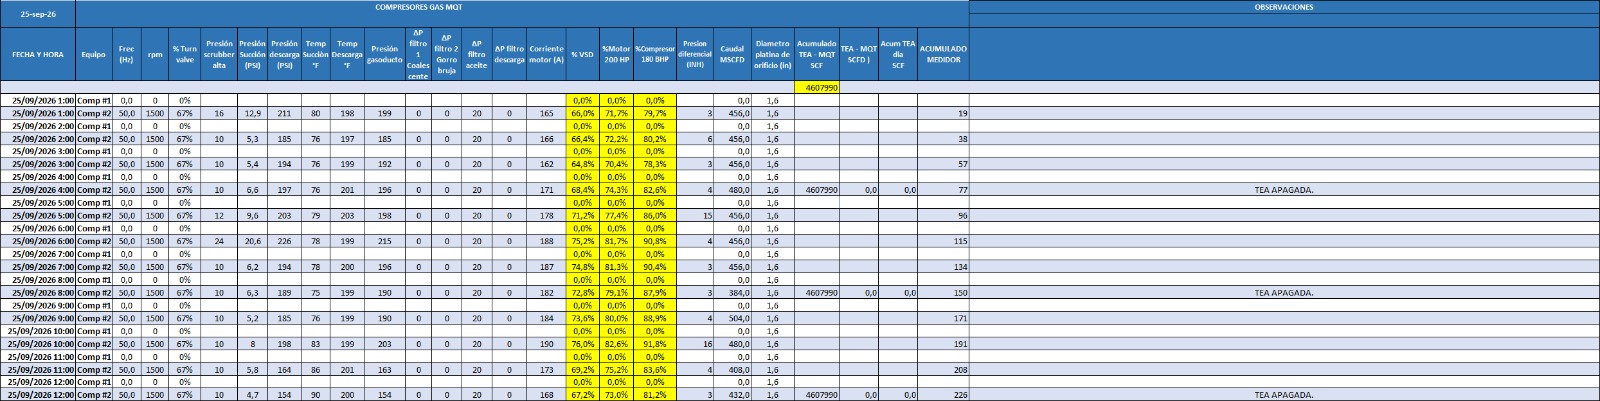 25-sep-26 COMPRESORES GAS MQT OBSERVACIONES
FECHA Y HORA Equipo Frec (Hz) rpm % Turn valve Presión scrubber alta Presión Succión (PSI) Presión descarga (PSI) Temp Succión °F Temp Descarga °F Presión gasoducto ΔP filtro 1 Coales cente ΔP filtro 2 Gorro bruja ΔP filtro aceite ΔP filtro descarga Corriente motor (A) % VSD %Motor 200 HP %Compresor 180 BHP Presion diferencial (INH) Caudal MSCFD Diametro platina de orificio (in) Acumulado TEA - MQT SCF TEA - MQT SCFD ) Acum TEA dia SCF ACUMULADO MEDIDOR
4607990
25/09/2026 1:00 Comp #1 0,0 0 0% 0,0% 0,0% 0,0% 0,0 1,6
25/09/2026 1:00 Comp #2 50,0 1500 67% 16 12,9 211 80 198 199 0 0 20 0 165 66,0% 71,7% 79,7% 3 456,0 1,6 19
25/09/2026 2:00 Comp #1 0,0 0 0% 0,0% 0,0% 0,0% 0,0 1,6
25/09/2026 2:00 Comp #2 50,0 1500 67% 10 5,3 185 76 197 185 0 0 20 0 166 66,4% 72,2% 80,2% 6 456,0 1,6 38
25/09/2026 3:00 Comp #1 0,0 0 0% 0,0% 0,0% 0,0% 0,0 1,6
25/09/2026 3:00 Comp #2 50,0 1500 67% 10 5,4 194 76 199 192 0 0 20 0 162 64,8% 70,4% 78,3% 3 456,0 1,6 57
25/09/2026 4:00 Comp #1 0,0 0 0% 0,0% 0,0% 0,0% 0,0 1,6
25/09/2026 4:00 Comp #2 50,0 1500 67% 10 6,6 197 76 201 196 0 0 20 0 171 68,4% 74,3% 82,6% 4 480,0 1,6 4607990 0,0 0,0 77 TEA APAGADA.
25/09/2026 5:00 Comp #1 0,0 0 0% 0,0% 0,0% 0,0% 0,0 1,6
25/09/2026 5:00 Comp #2 50,0 1500 67% 12 9,6 203 79 203 198 0 0 20 0 178 71,2% 77,4% 86,0% 15 456,0 1,6 96
25/09/2026 6:00 Comp #1 0,0 0 0% 0,0% 0,0% 0,0% 0,0 1,6
25/09/2026 6:00 Comp #2 50,0 1500 67% 24 20,6 226 78 199 215 0 0 20 0 188 75,2% 81,7% 90,8% 4 456,0 1,6 115
25/09/2026 7:00 Comp #1 0,0 0 0% 0,0% 0,0% 0,0% 0,0 1,6
25/09/2026 7:00 Comp #2 50,0 1500 67% 10 6,2 194 78 200 196 0 0 20 0 187 74,8% 81,3% 90,4% 3 456,0 1,6 134
25/09/2026 8:00 Comp #1 0,0 0 0% 0,0% 0,0% 0,0% 0,0 1,6
25/09/2026 8:00 Comp #2 50,0 1500 67% 10 6,3 189 75 199 190 0 0 20 0 182 72,8% 79,1% 87,9% 3 384,0 1,6 4607990 0,0 0,0 150 TEA APAGADA.
25/09/2026 9:00 Comp #1 0,0 0 0% 0,0% 0,0% 0,0% 0,0 1,6
25/09/2026 9:00 Comp #2 50,0 1500 67% 10 5,2 185 76 199 190 0 0 20 0 184 73,6% 80,0% 88,9% 4 504,0 1,6 171
25/09/2026 10:00 Comp #1 0,0 0 0% 0,0% 0,0% 0,0% 0,0 1,6
25/09/2026 10:00 Comp #2 50,0 1500 67% 10 8 198 83 199 203 0 0 20 0 190 76,0% 82,6% 91,8% 16 480,0 1,6 191
25/09/2026 11:00 Comp #1 0,0 0 0% 0,0% 0,0% 0,0% 0,0 1,6
25/09/2026 11:00 Comp #2 50,0 1500 67% 10 5,8 164 86 201 163 0 0 20 0 173 69,2% 75,2% 83,6% 4 408,0 1,6 208
25/09/2026 12:00 Comp #1 0,0 0 0% 0,0% 0,0% 0,0% 0,0 1,6
25/09/2026 12:00 Comp #2 50,0 1500 67% 10 4,7 154 90 200 154 0 0 20 0 168 67,2% 73,0% 81,2% 3 432,0 1,6 4607990 0,0 0,0 226 TEA APAGADA.